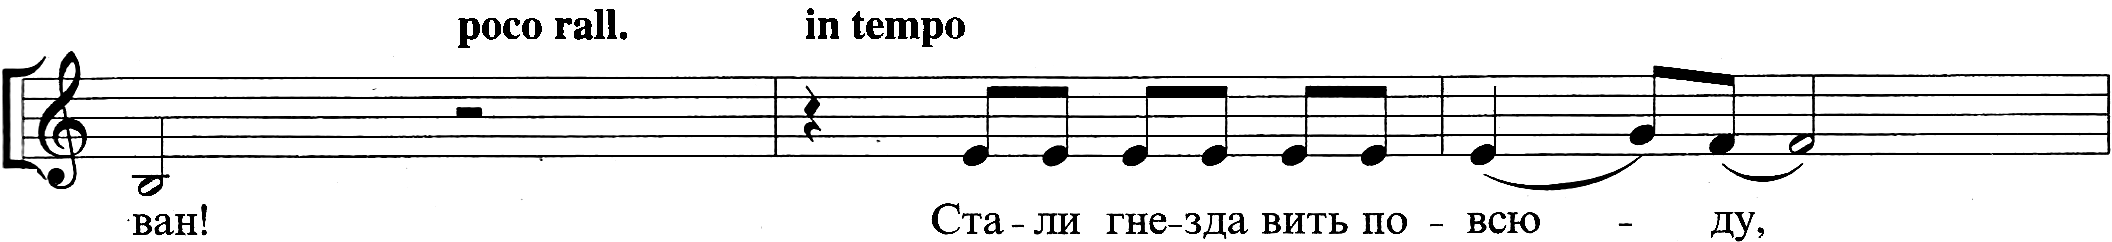 poco rall. in tempo
ван! Ста - ли гне-зда вить по - всю - ду,